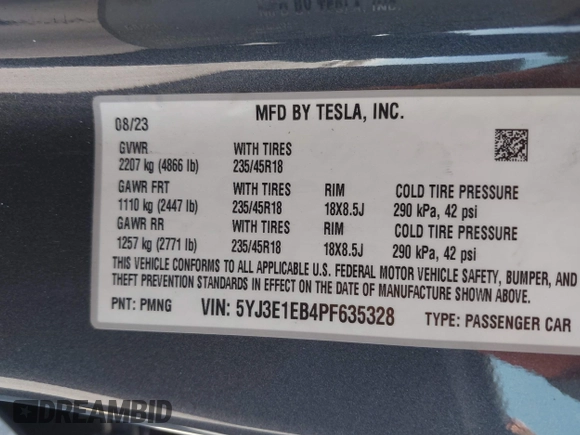 MFD BY TESLA, INC.
08/23
MFD BY TESLA, INC.
GVWR WITH TIRES
2207 kg (4866 lb) 235/45R18
GAWR FRT WITH TIRES RIM COLD TIRE PRESSURE
1110 kg (2447 lb) 235/45R18 18X8.5J 290 kPa, 42 psi
GAWR RR WITH TIRES RIM COLD TIRE PRESSURE
1257 kg (2771 lb) 235/45R18 18X8.5J 290 kPa, 42 psi
THIS VEHICLE CONFORMS TO ALL APPLICABLE U.S. FEDERAL MOTOR VEHICLE SAFETY, BUMPER, AND
THEFT PREVENTION STANDARDS IN EFFECT ON THE DATE OF MANUFACTURE SHOWN ABOVE.
PNT: PMNG VIN: 5YJ3E1EB4PF635328 TYPE: PASSENGER CAR
DREAMBID